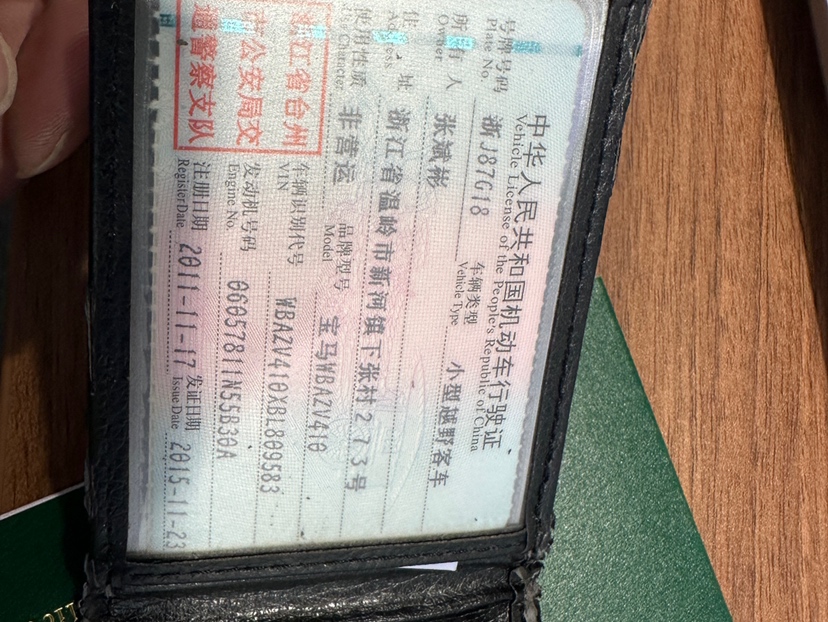 中华人民共和国机动车行驶证
Vehicle License of the People's Republic of China
号牌号码 浙J87G18 车辆类型 小型越野客车
Plate No. Vehicle Type
所有人 张斌彬
Owner
住址 浙江省温岭市新河镇下张村273号
Address
使用性质 非营运 品牌型号 宝马WBAZV410
Use Character Model
浙江省台州
市公安局交
通警察支队
车辆识别代号 WBAZV410XBL809583
VIN
发动机号码 06057811N55B30A
Engine No.
注册日期 2011-11-17 发证日期 2015-11-23
Register Date Issue Date